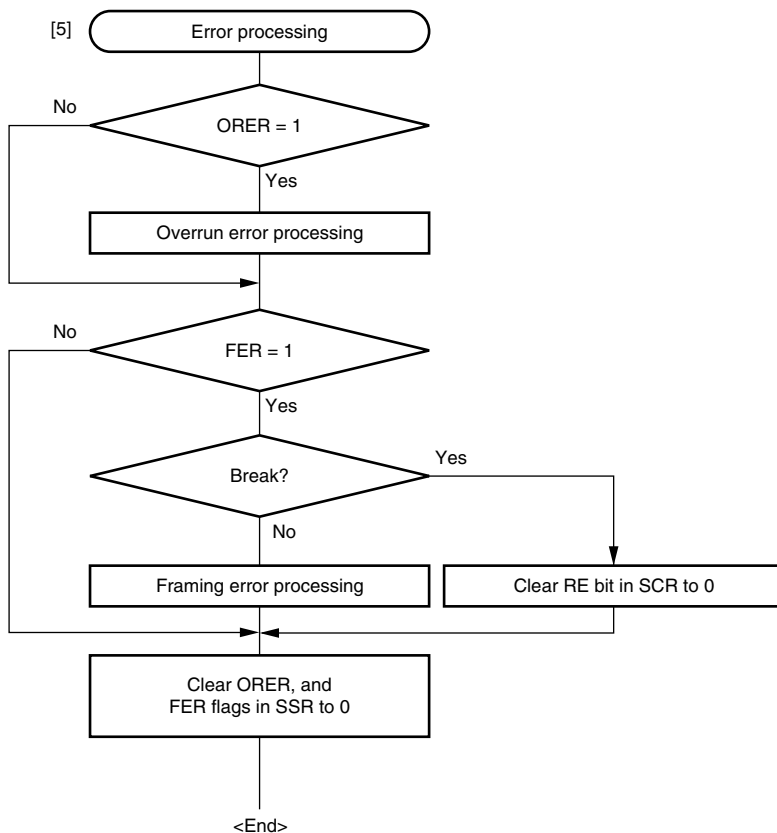 [5]
Error processing
No
ORER = 1
Yes
Overrun error processing
No
FER = 1
Yes
Break?
Yes
No
Framing error processing
Clear RE bit in SCR to 0
Clear ORER, and
FER flags in SSR to 0
<End>